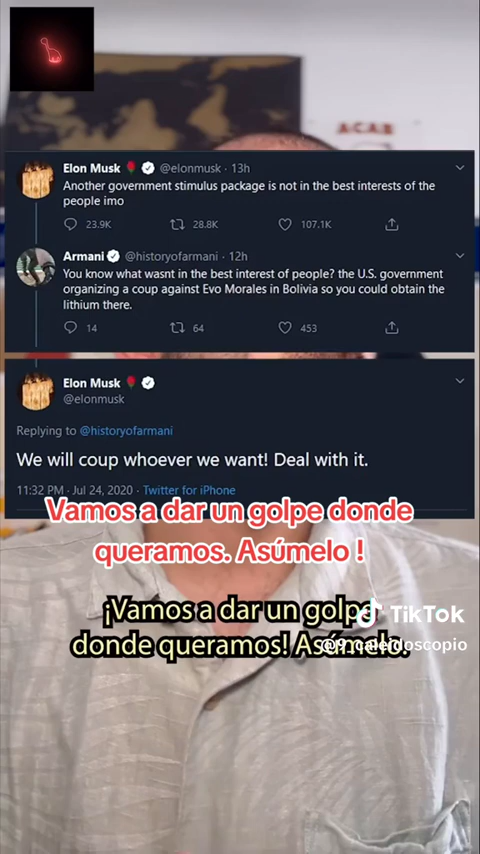 ACAB
Elon Musk 🌹 @elonmusk · 13h
Another government stimulus package is not in the best interests of the
people imo
23.9K 28.8K 107.1K
Armani @historyofarmani · 12h
You know what wasnt in the best interest of people? the U.S. government
organizing a coup against Evo Morales in Bolivia so you could obtain the
lithium there.
14 64 453
Elon Musk 🌹
@elonmusk
Replying to @historyofarmani
We will coup whoever we want! Deal with it.
11:32 PM · Jul 24, 2020 · Twitter for iPhone
Vamos a dar un golpe donde
queramos. Asúmelo !
¡Vamos a dar un golpe
donde queramos! Asúmelo.
TikTok
@9_caleidoscopio